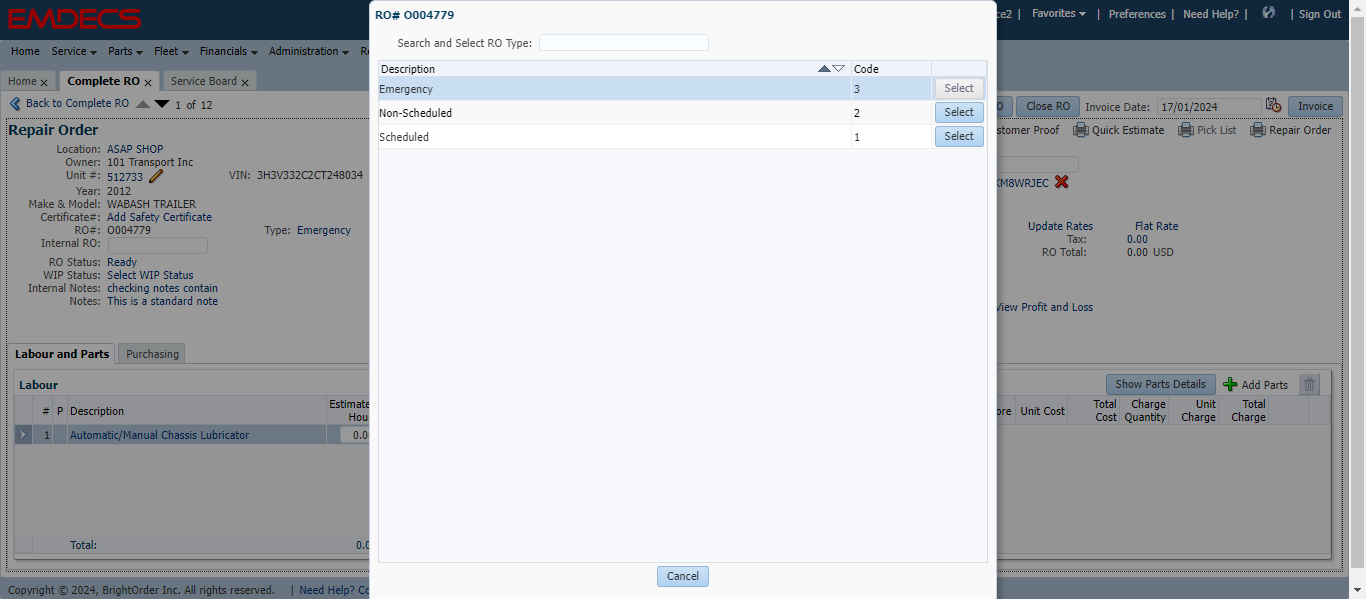 EMDECS
ce2 | Favorites | Preferences | Need Help? | | Sign Out
Home Service Parts Fleet Financials Administration Re
Home x Complete RO x Service Board x
Back to Complete RO 1 of 12
O Close RO Invoice Date: 17/01/2024 Invoice
Repair Order
stomer Proof Quick Estimate Pick List Repair Order
Location: ASAP SHOP
Owner: 101 Transport Inc
Unit #: 512733 VIN: 3H3V332C2CT248034
Year: 2012
Make & Model: WABASH TRAILER
Certificate#: Add Safety Certificate
RO#: O004779 Type: Emergency
Internal RO:
RO Status: Ready
WIP Status: Select WIP Status
Internal Notes: checking notes contain
Notes: This is a standard note
KM8WRJEC
Update Rates Flat Rate
Tax: 0.00
RO Total: 0.00 USD
View Profit and Loss
RO# O004779
Search and Select RO Type:
Description Code
Emergency 3 Select
Non-Scheduled 2 Select
Scheduled 1 Select
Cancel
Labour and Parts Purchasing
Labour
Show Parts Details Add Parts
# P Description Estimate Hou
ore Unit Cost Total Cost Charge Quantity Unit Charge Total Charge
1 Automatic/Manual Chassis Lubricator 0.0
Total: 0.0
Copyright © 2024, BrightOrder Inc. All rights reserved. | Need Help? Co